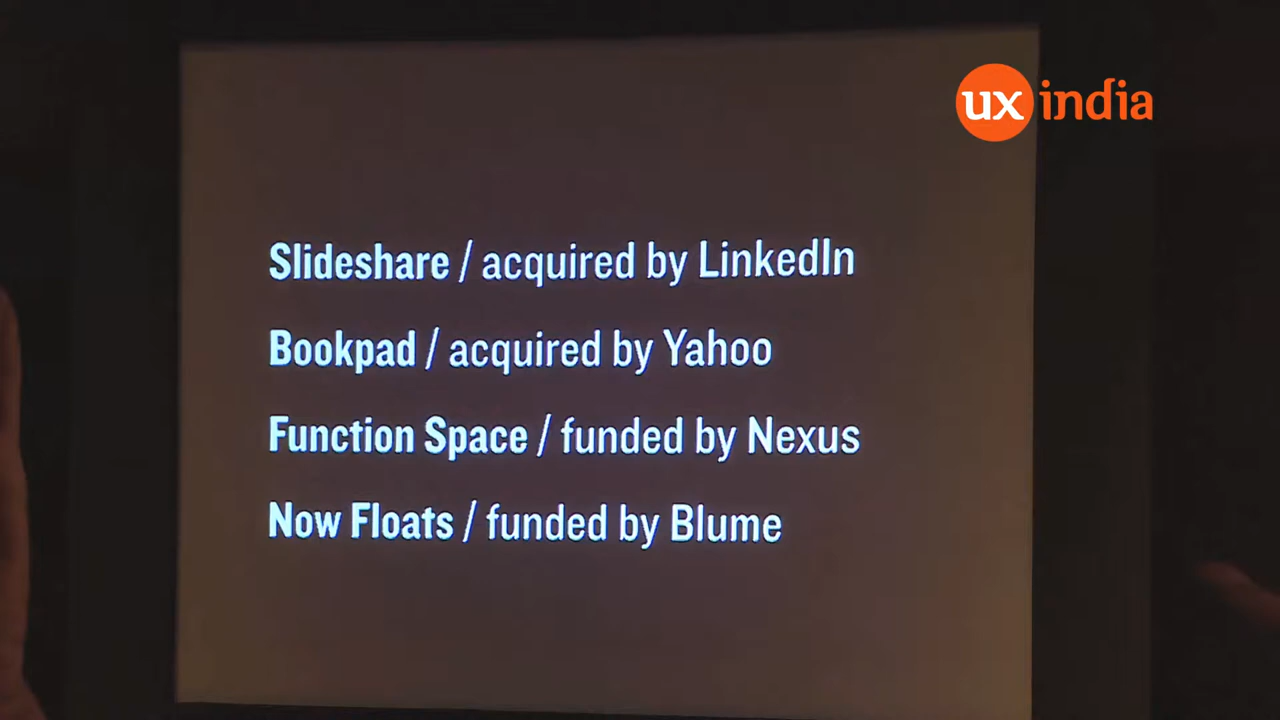 ux india
Slideshare / acquired by LinkedIn
Bookpad / acquired by Yahoo
Function Space / funded by Nexus
Now Floats / funded by Blume